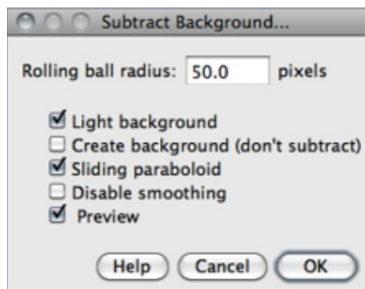 Subtract Background...
Rolling ball radius: 50.0 pixels
Light background
Create background (don't subtract)
Sliding paraboloid
Disable smoothing
Preview
Help Cancel OK